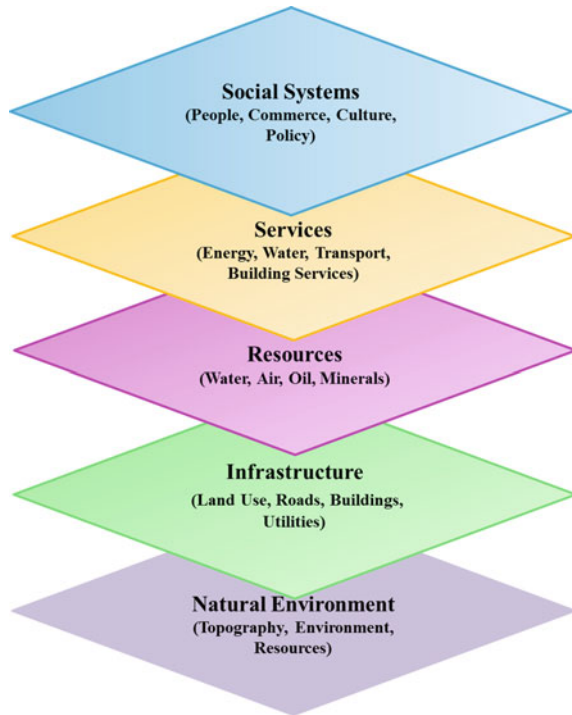 Social Systems
(People, Commerce, Culture,
Policy)
Services
(Energy, Water, Transport,
Building Services)
Resources
(Water, Air, Oil, Minerals)
Infrastructure
(Land Use, Roads, Buildings,
Utilities)
Natural Environment
(Topography, Environment,
Resources)